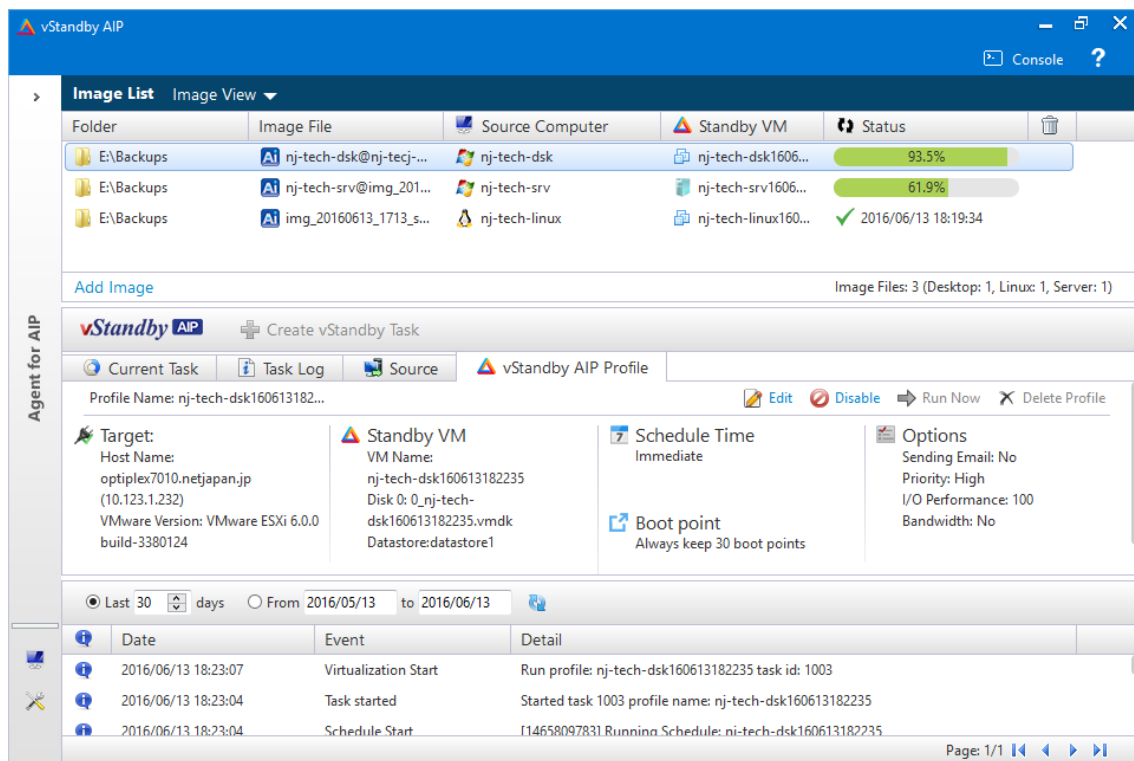 vStandby AIP
Console ?
Image List Image View
Folder Image File Source Computer Standby VM Status
E:\Backups Ai nj-tech-dsk@nj-tecj-... nj-tech-dsk nj-tech-dsk1606... 93.5%
E:\Backups Ai nj-tech-srv@img_201... nj-tech-srv nj-tech-srv1606... 61.9%
E:\Backups Ai img_20160613_1713_s... nj-tech-linux nj-tech-linux160... 2016/06/13 18:19:34
Add Image Image Files: 3 (Desktop: 1, Linux: 1, Server: 1)
Agent for AIP
vStandby AIP Create vStandby Task
Current Task Task Log Source vStandby AIP Profile
Profile Name: nj-tech-dsk160613182... Edit Disable Run Now Delete Profile
Target:
Host Name:
optiplex7010.netjapan.jp
(10.123.1.232)
VMware Version: VMware ESXi 6.0.0
build-3380124
Standby VM
VM Name:
nj-tech-dsk160613182235
Disk 0: 0_nj-tech-
dsk160613182235.vmdk
Datastore:datastore1
7 Schedule Time
Immediate
Boot point
Always keep 30 boot points
Options
Sending Email: No
Priority: High
I/O Performance: 100
Bandwidth: No
Last 30 days From 2016/05/13 to 2016/06/13
Date Event Detail
2016/06/13 18:23:07 Virtualization Start Run profile: nj-tech-dsk160613182235 task id: 1003
2016/06/13 18:23:04 Task started Started task 1003 profile name: nj-tech-dsk160613182235
2016/06/13 18:23:04 Schedule Start [1465809783] Running Schedule: nj-tech-dsk160613182235
Page: 1/1